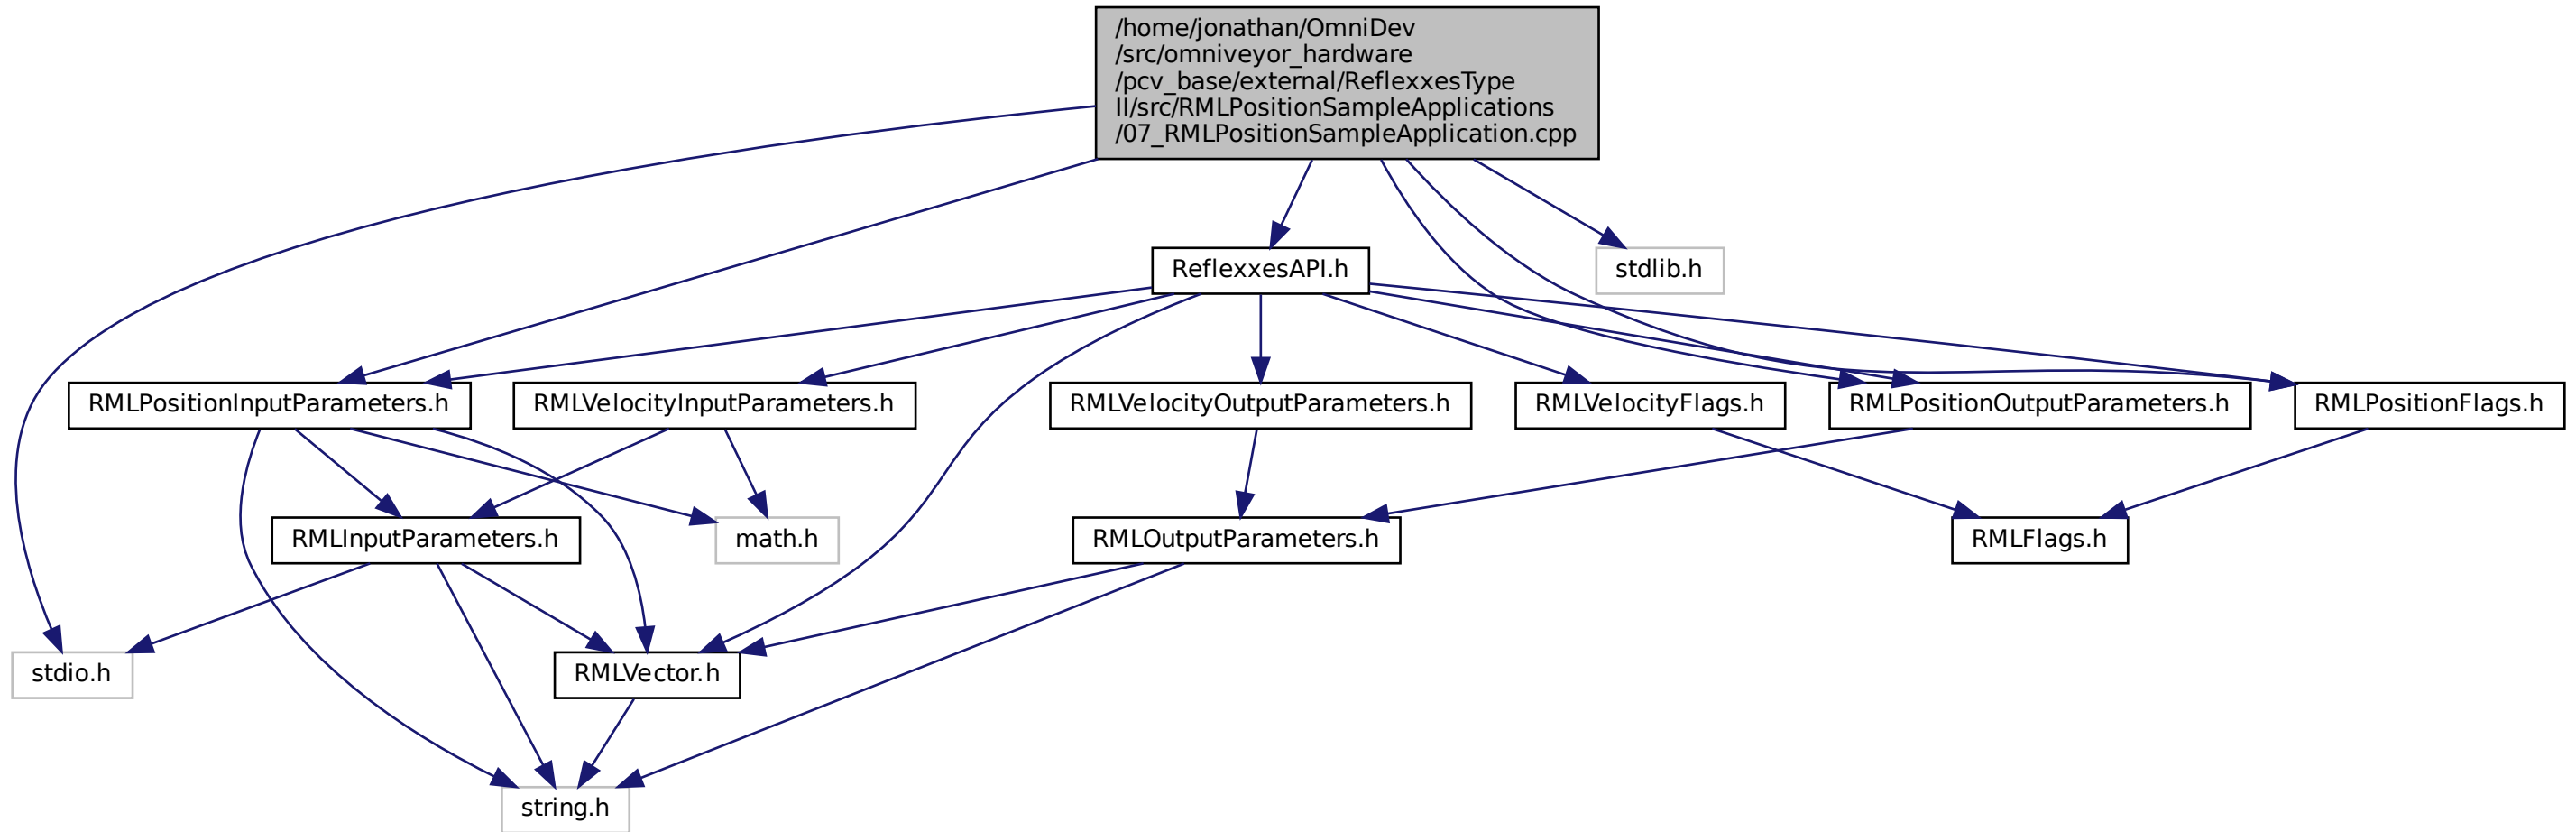 /home/jonathan/OmniDev
/src/omniveyor_hardware
/pcv_base/external/ReflexxesType
II/src/RMLPositionSampleApplications
/07_RMLPositionSampleApplication.cpp
ReflexxesAPI.h
stdlib.h
RMLPositionInputParameters.h
RMLVelocityInputParameters.h
RMLVelocityOutputParameters.h
RMLVelocityFlags.h
RMLPositionOutputParameters.h
RMLPositionFlags.h
RMLInputParameters.h
math.h
RMLOutputParameters.h
RMLFlags.h
stdio.h
RMLVector.h
string.h